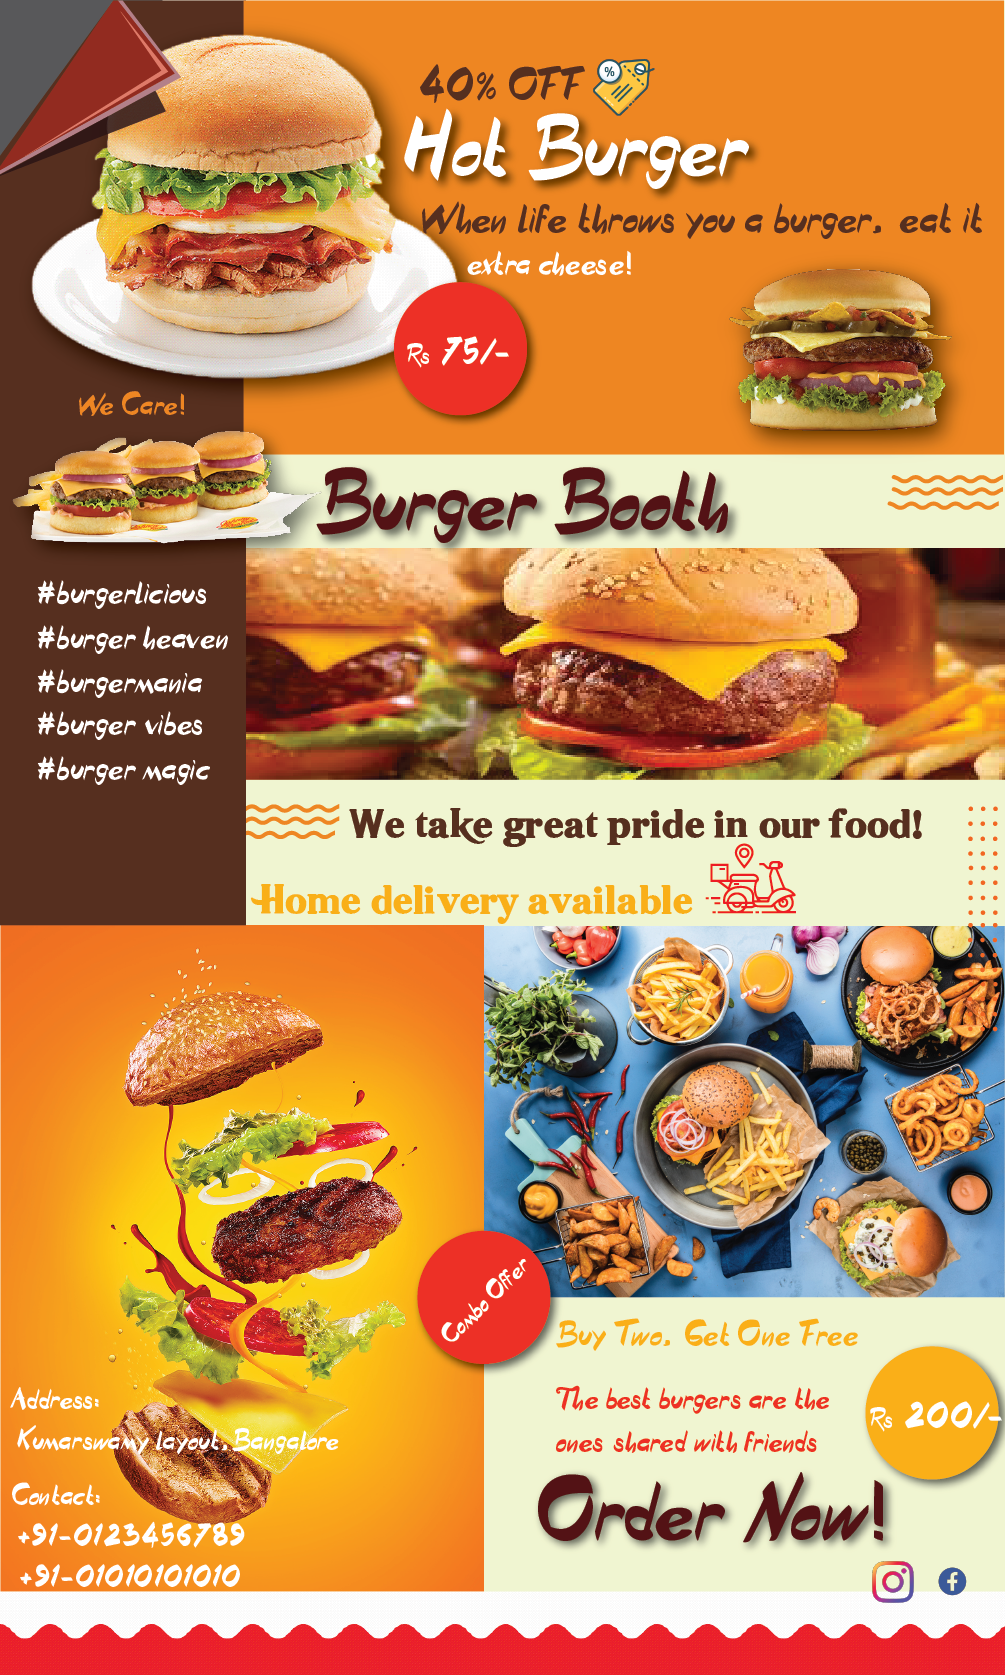 40% OFF
%
Hot Burger
When life throws you a burger, eat it
extra cheese!
Rs 75/-
We Care!
Burger Booth
#burgerlicious
#burger heaven
#burgermania
#burger vibes
#burger magic
We take great pride in our food!
Home delivery available
Combo Offer
Buy Two, Get One Free
The best burgers are the
ones shared with friends
Rs 200/-
Order Now!
Address:
Kumarswamy layout, Bangalore
Contact:
+91-0123456789
+91-01010101010